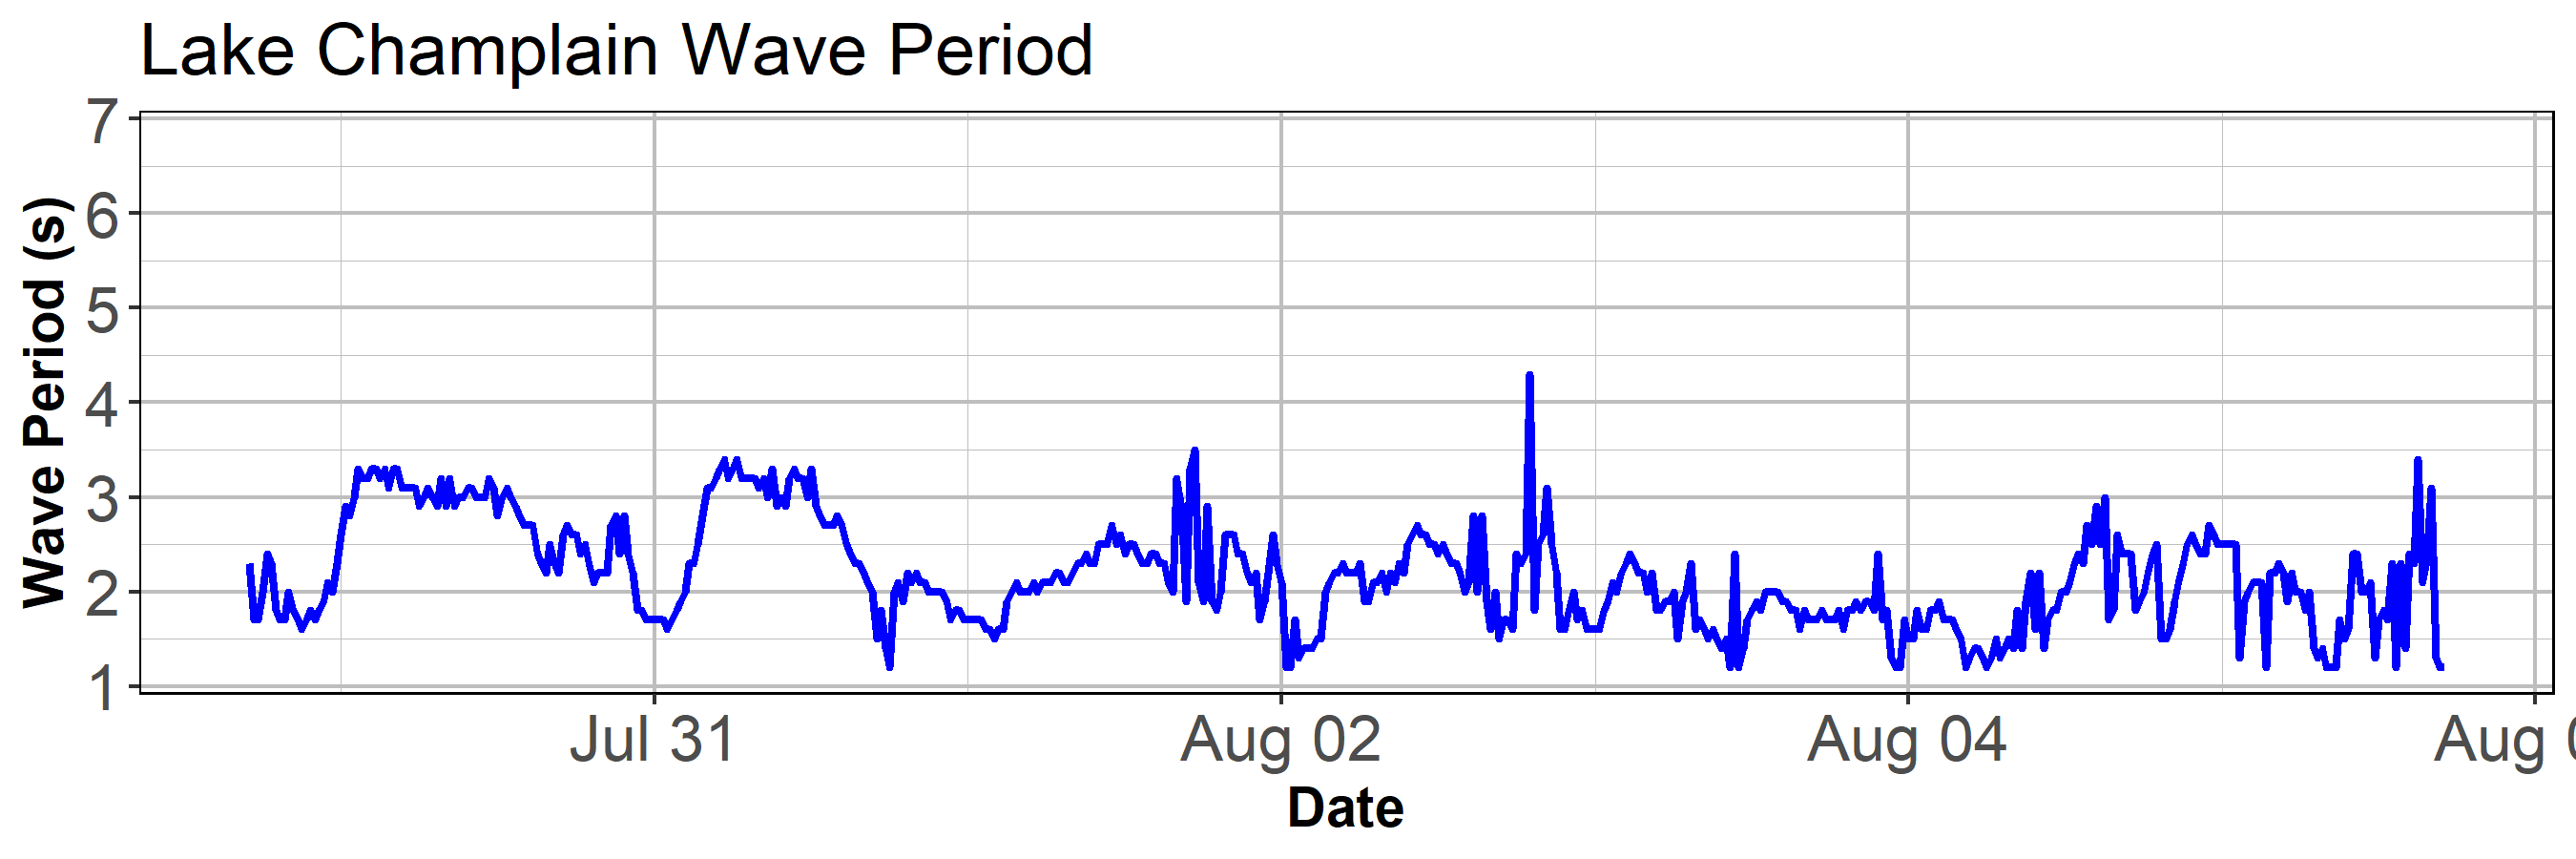 Lake Champlain Wave Period
Wave Period (s)
7
6
5
4
3
2
1
Jul 31
Aug 02
Aug 04
Aug
Date